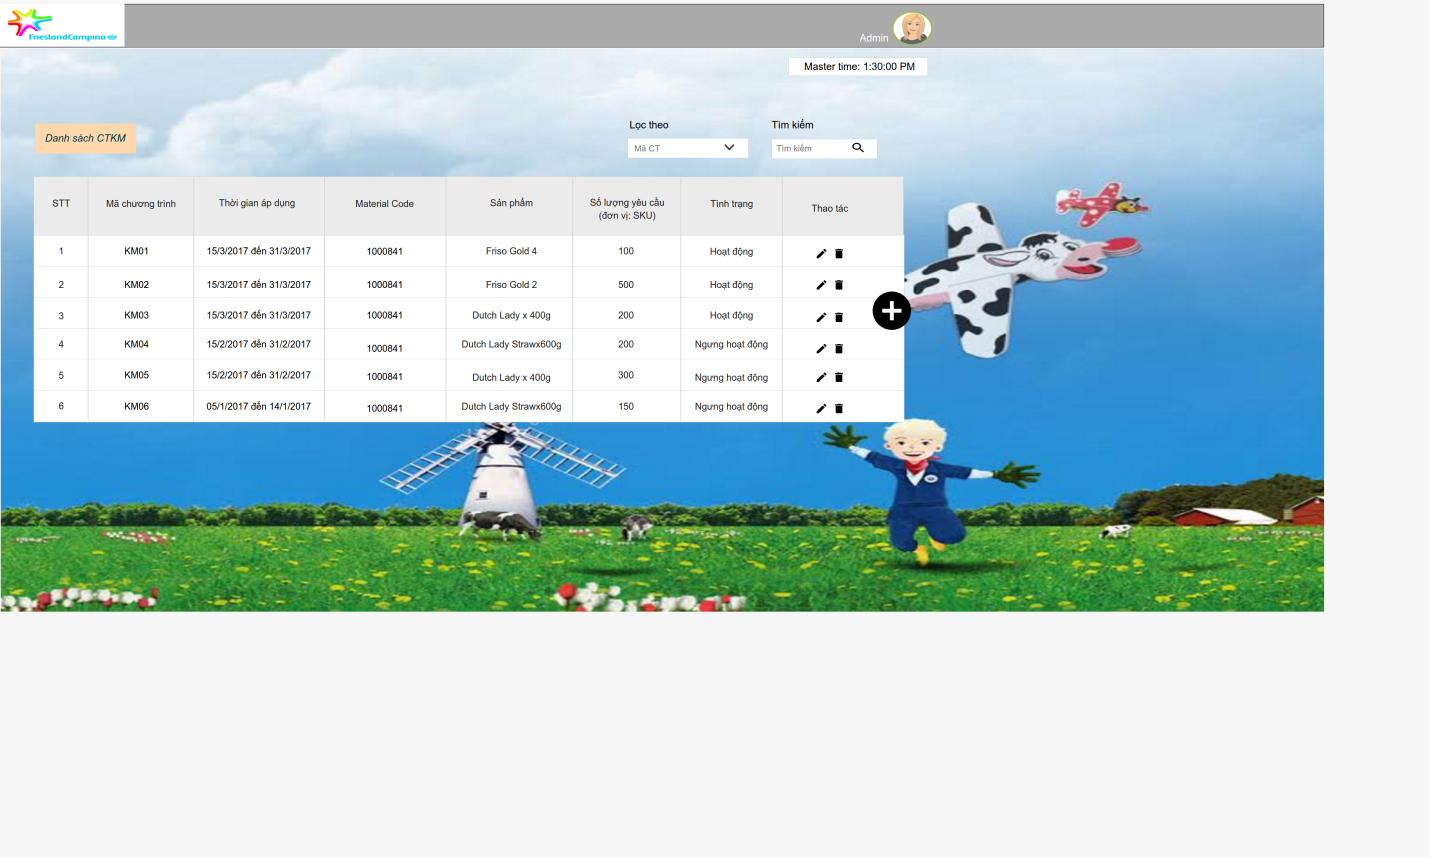 FrieslandCampina
Admin
Master time: 1:30:00 PM
Danh sách CTKM
Lọc theo
Tìm kiếm
Mã CT
Tìm kiếm
STT Mã chương trình Thời gian áp dụng Material Code Sản phẩm Số lượng yêu cầu (đơn vị: SKU) Tình trạng Thao tác
1 KM01 15/3/2017 đến 31/3/2017 1000841 Friso Gold 4 100 Hoạt động
2 KM02 15/3/2017 đến 31/3/2017 1000841 Friso Gold 2 500 Hoạt động
3 KM03 15/3/2017 đến 31/3/2017 1000841 Dutch Lady x 400g 200 Hoạt động
4 KM04 15/2/2017 đến 31/2/2017 1000841 Dutch Lady Strawx600g 200 Ngưng hoạt động
5 KM05 15/2/2017 đến 31/2/2017 1000841 Dutch Lady x 400g 300 Ngưng hoạt động
6 KM06 05/1/2017 đến 14/1/2017 1000841 Dutch Lady Strawx600g 150 Ngưng hoạt động